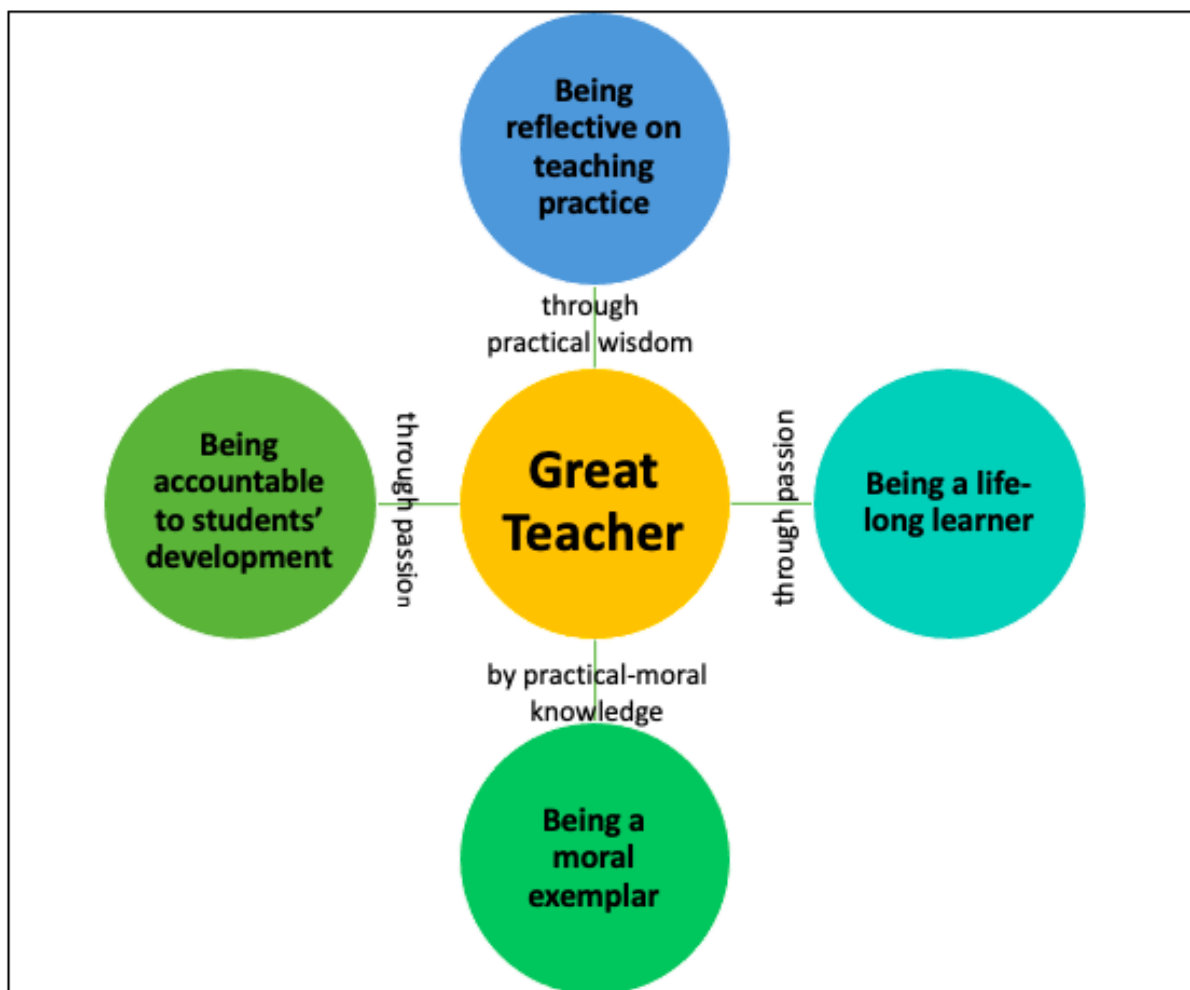 Being
reflective on
teaching
practice
through
practical wisdom
Being
accountable
to students’
development
through passion
Great
Teacher
through passion
Being a life-
long learner
by practical-moral
knowledge
Being a
moral
exemplar